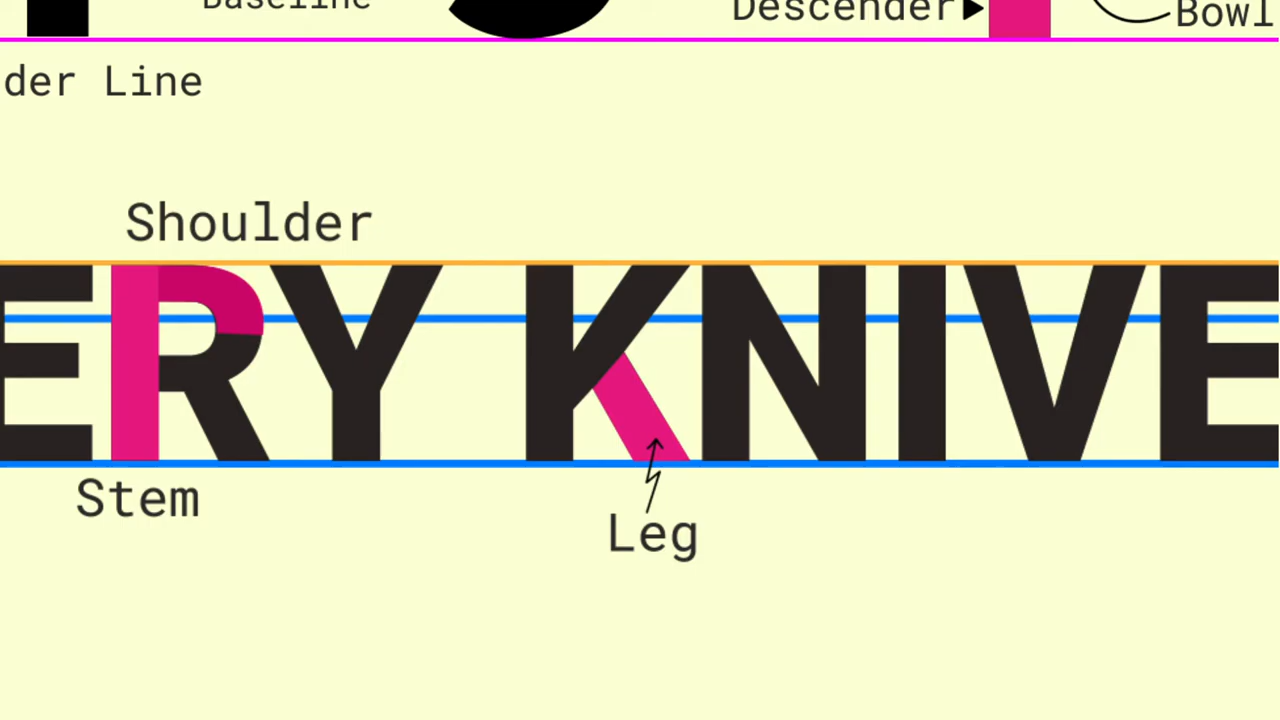 Baseline
Descender
Bowl
der Line
Shoulder
ERY KNIVE
Stem
Leg